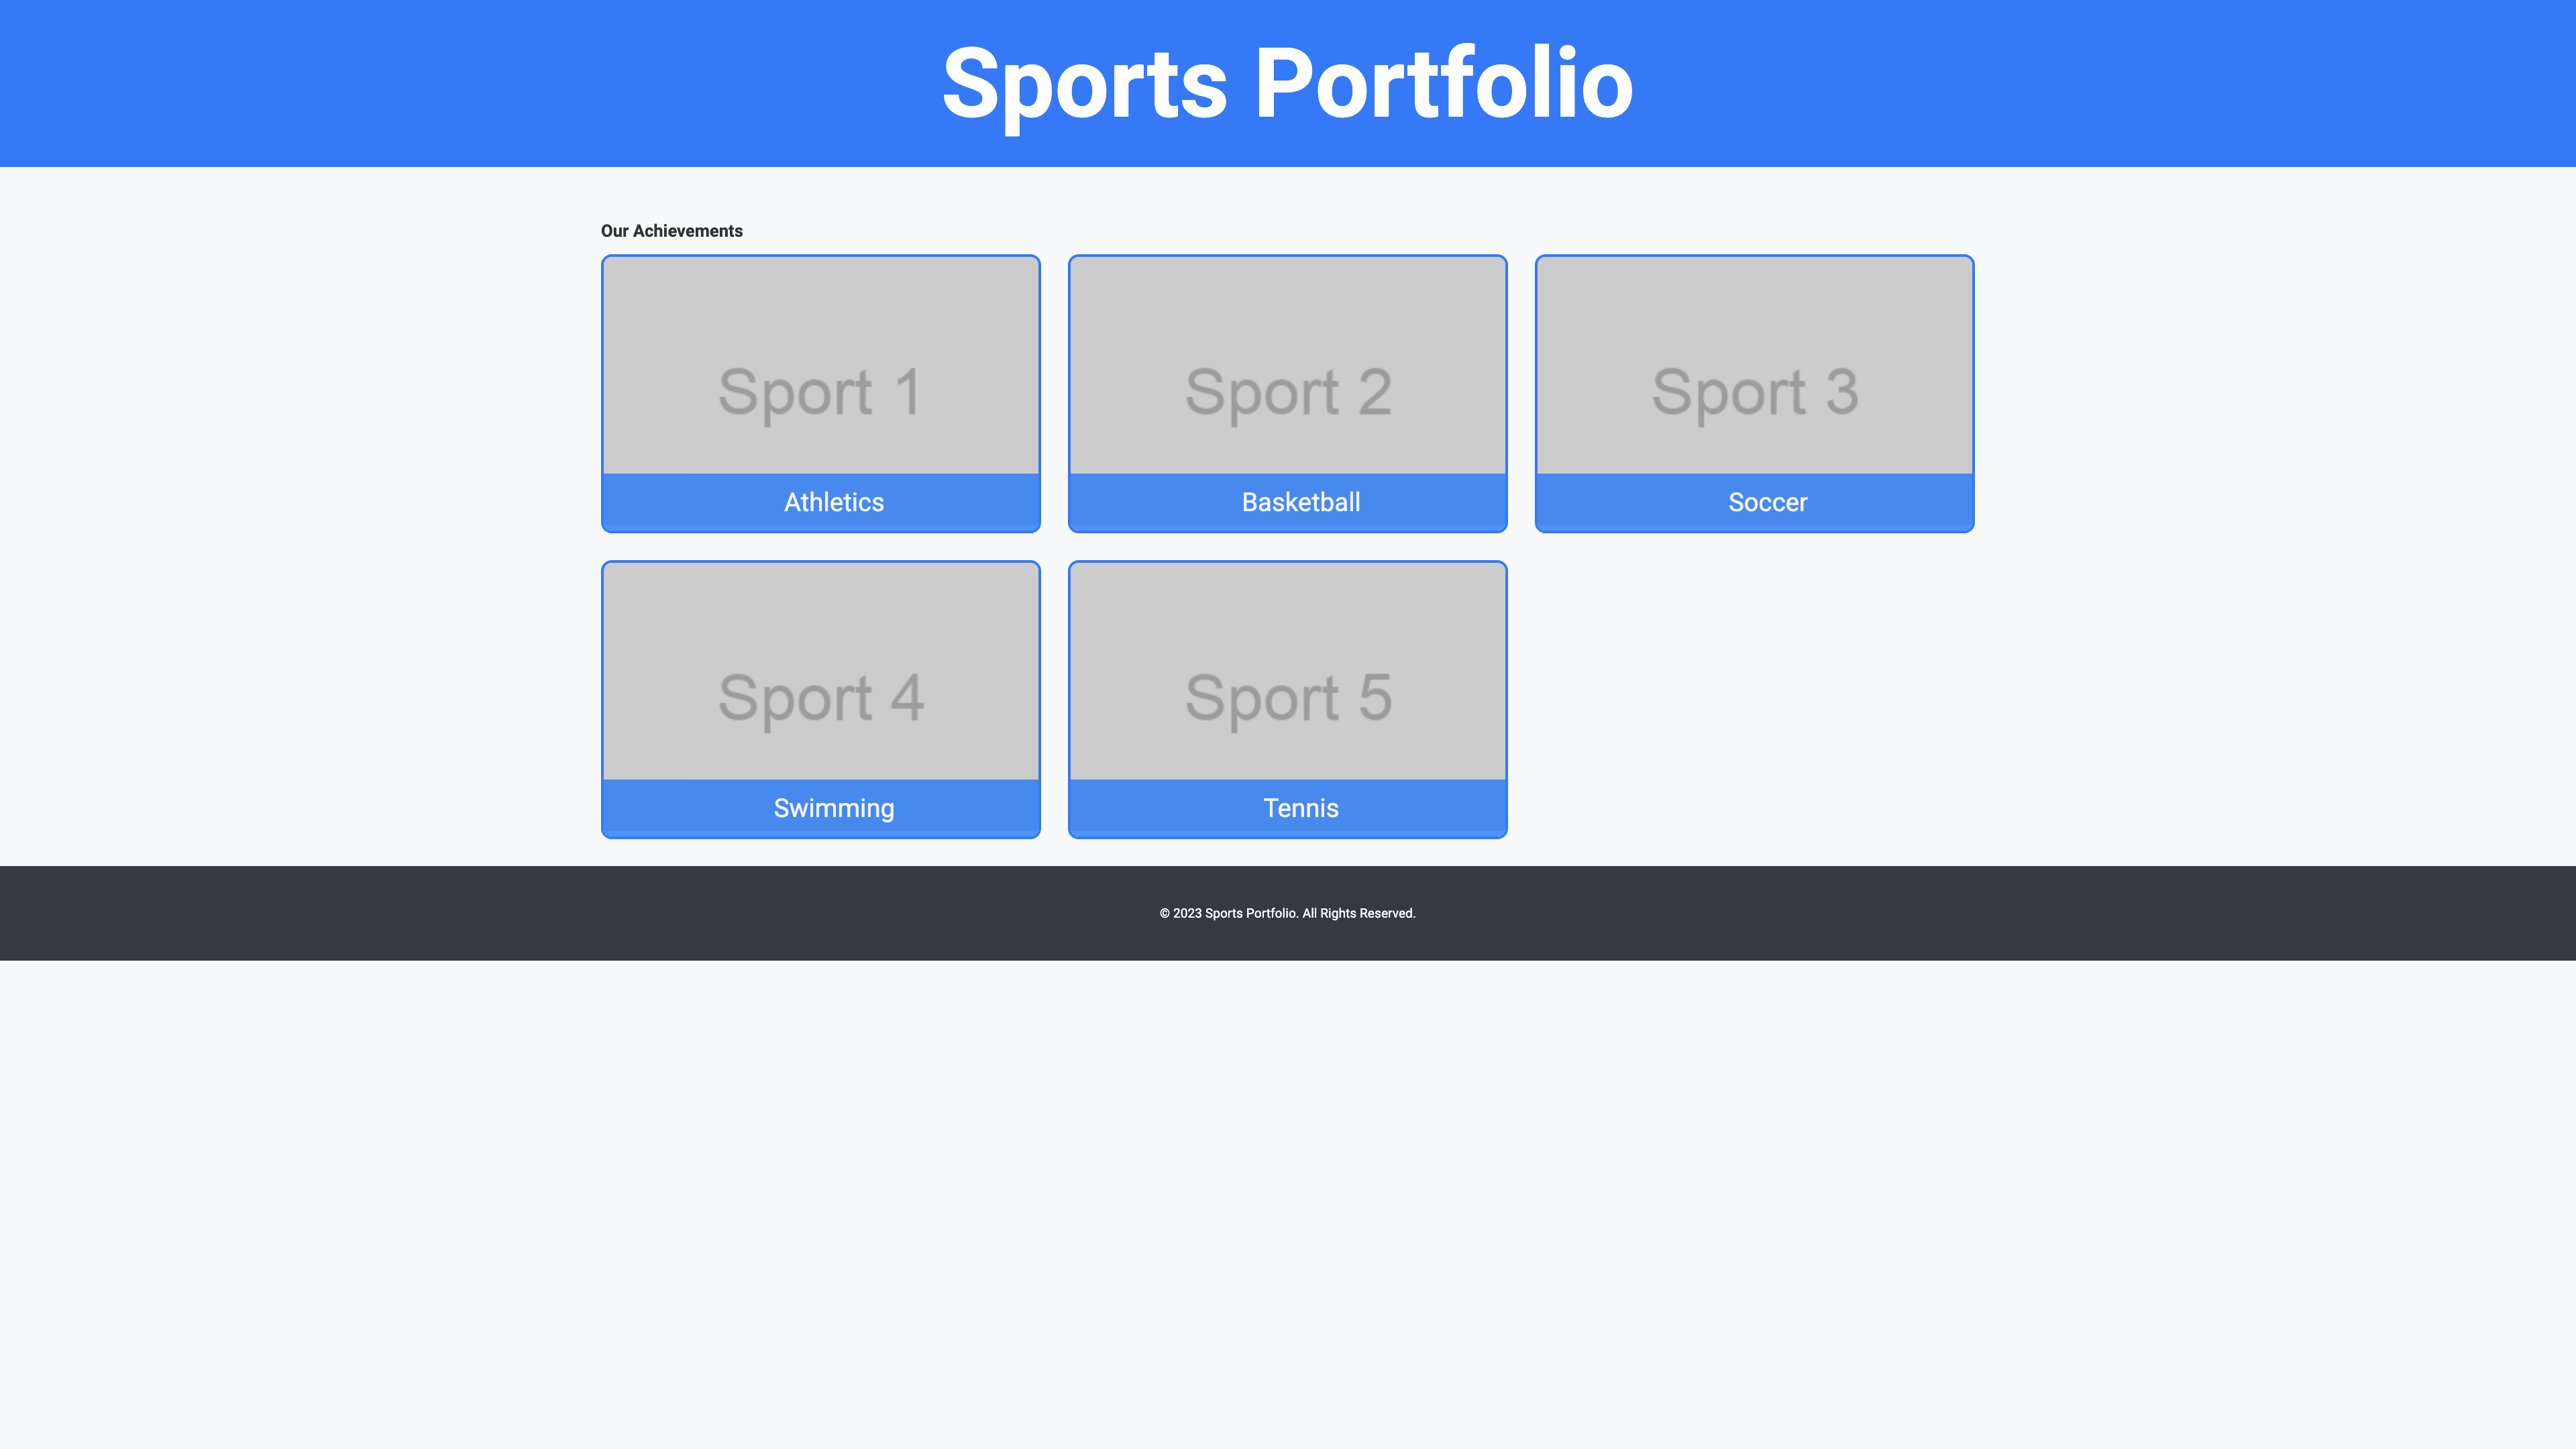 Sports Portfolio
Our Achievements
Sport 1
Sport 2
Sport 3
Athletics
Basketball
Soccer
Sport 4
Sport 5
Swimming
Tennis
© 2023 Sports Portfolio. All Rights Reserved.